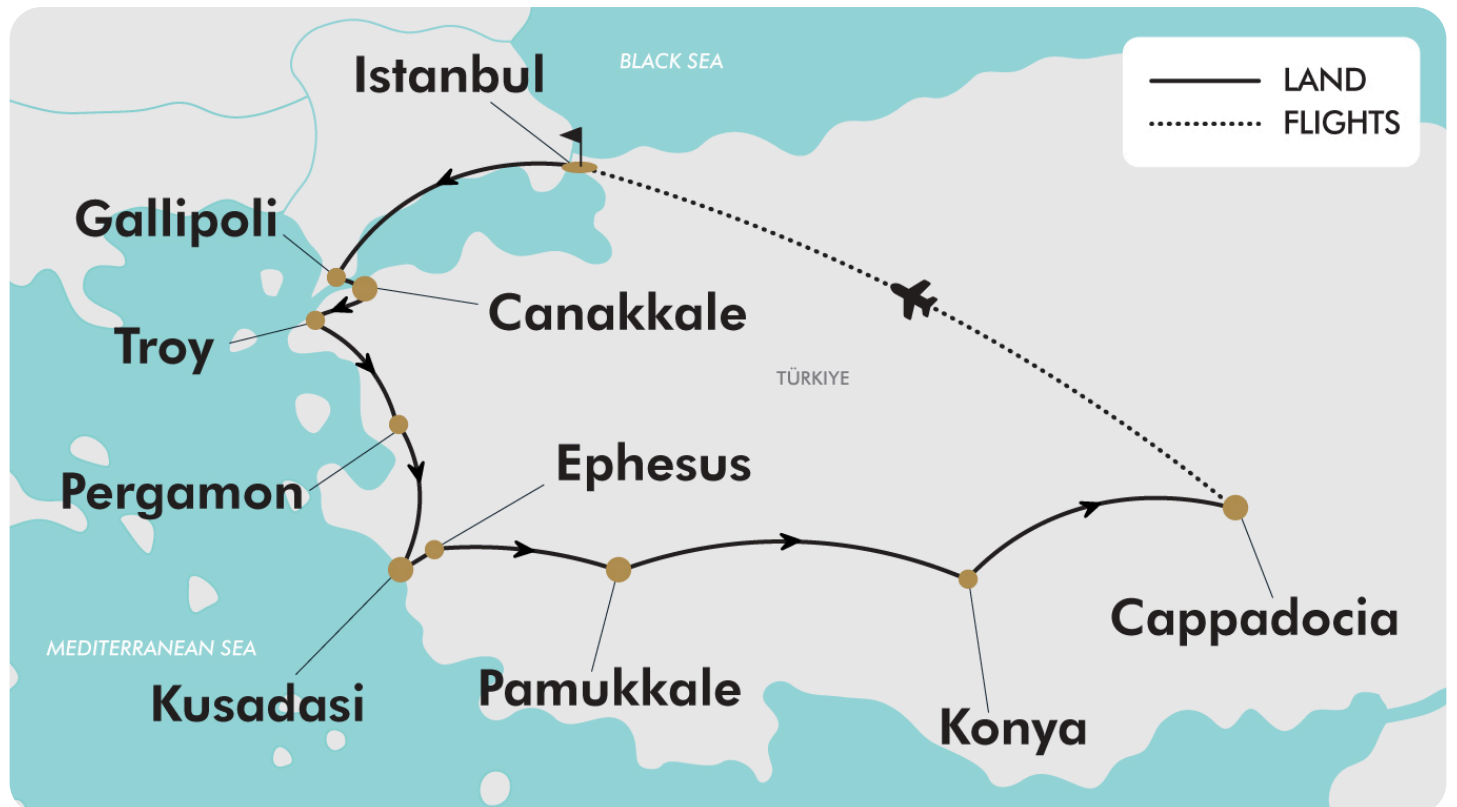 Istanbul
BLACK SEA
LAND
FLIGHTS
Gallipoli
Canakkale
Troy
TÜRKIYE
Ephesus
Pergamon
Cappadocia
MEDITERRANEAN SEA
Kusadasi
Pamukkale
Konya